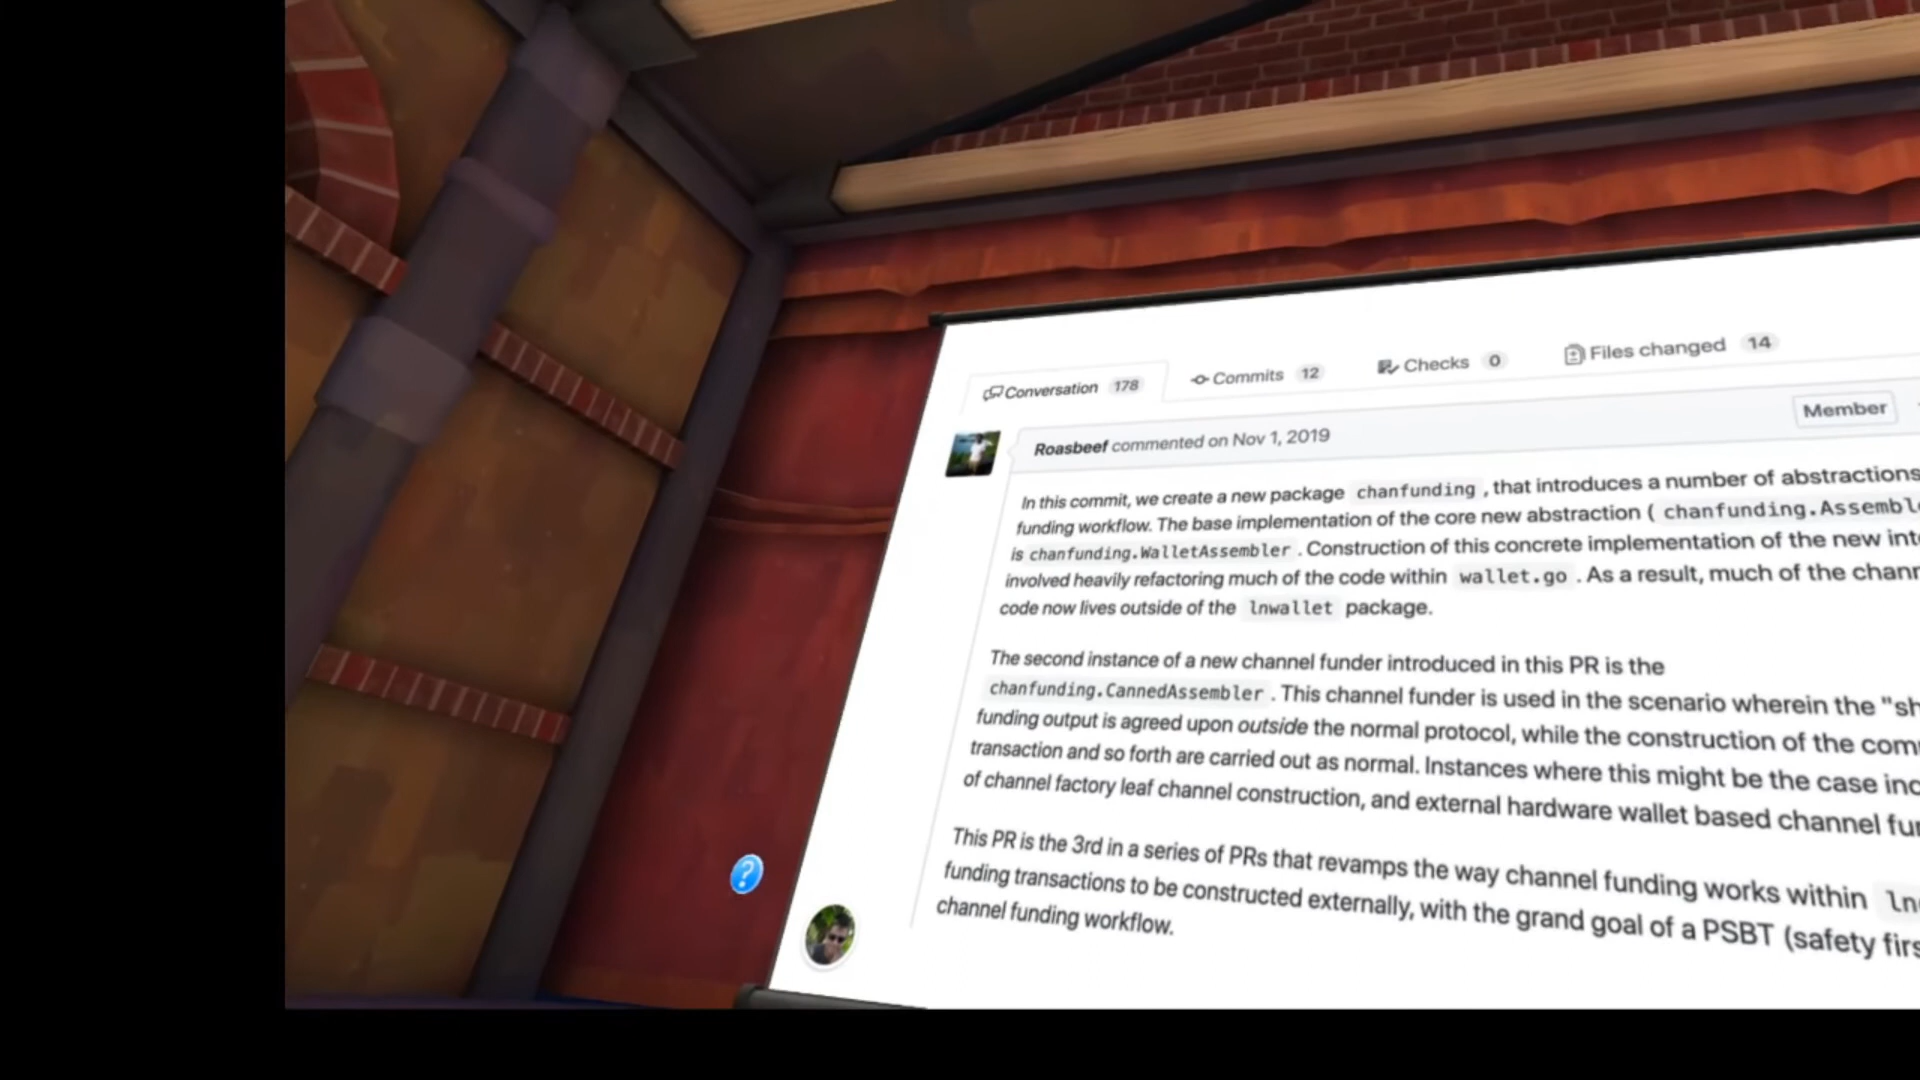 Conversation 178 Commits 12 Checks 0 Files changed 14
Roasbeef commented on Nov 1, 2019 Member
In this commit, we create a new package chanfunding , that introduces a number of abstractions
funding workflow. The base implementation of the core new abstraction ( chanfunding.Assembl
is chanfunding.WalletAssembler . Construction of this concrete implementation of the new int
involved heavily refactoring much of the code within wallet.go . As a result, much of the chann
code now lives outside of the lnwallet package.
The second instance of a new channel funder introduced in this PR is the
chanfunding.CannedAssembler . This channel funder is used in the scenario wherein the "sh
funding output is agreed upon outside the normal protocol, while the construction of the com
transaction and so forth are carried out as normal. Instances where this might be the case inc
of channel factory leaf channel construction, and external hardware wallet based channel fu
This PR is the 3rd in a series of PRs that revamps the way channel funding works within ln
funding transactions to be constructed externally, with the grand goal of a PSBT (safety firs
channel funding workflow.
?